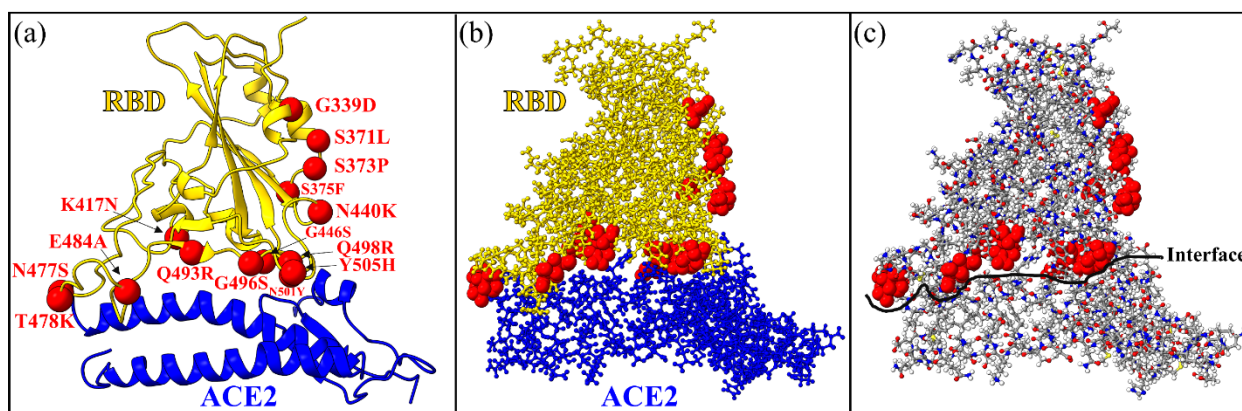 (a)
RBD
G339D
S371L
S373P
S375F
N440K
K417N
G446S
E484A
Q498R
Q493R
Y505H
N477S
G496S
N501Y
T478K
ACE2
(b)
RBD
ACE2
(c)
Interface